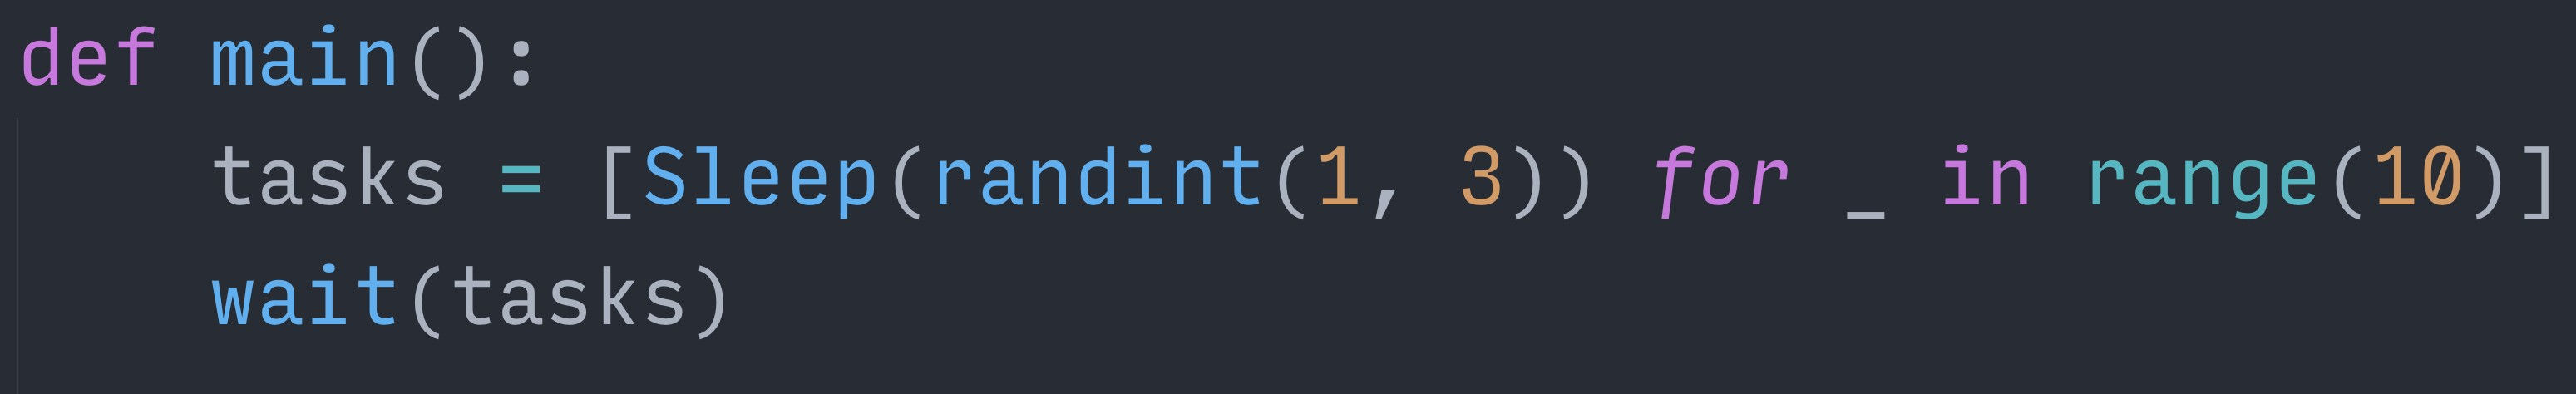 def main():
    tasks = [Sleep(randint(1, 3)) for _ in range(10)]
    wait(tasks)